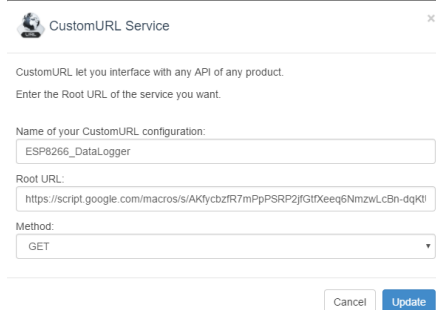 CustomURL Service
×
CustomURL let you interface with any API of any product.
Enter the Root URL of the service you want.
Name of your CustomURL configuration:
ESP8266_DataLogger
Root URL:
https://script.google.com/macros/s/AKfycbzfR7mPpPSRP2jfGtfXeeq6NmzwLcBn-dqKt
Method:
GET
Cancel
Update